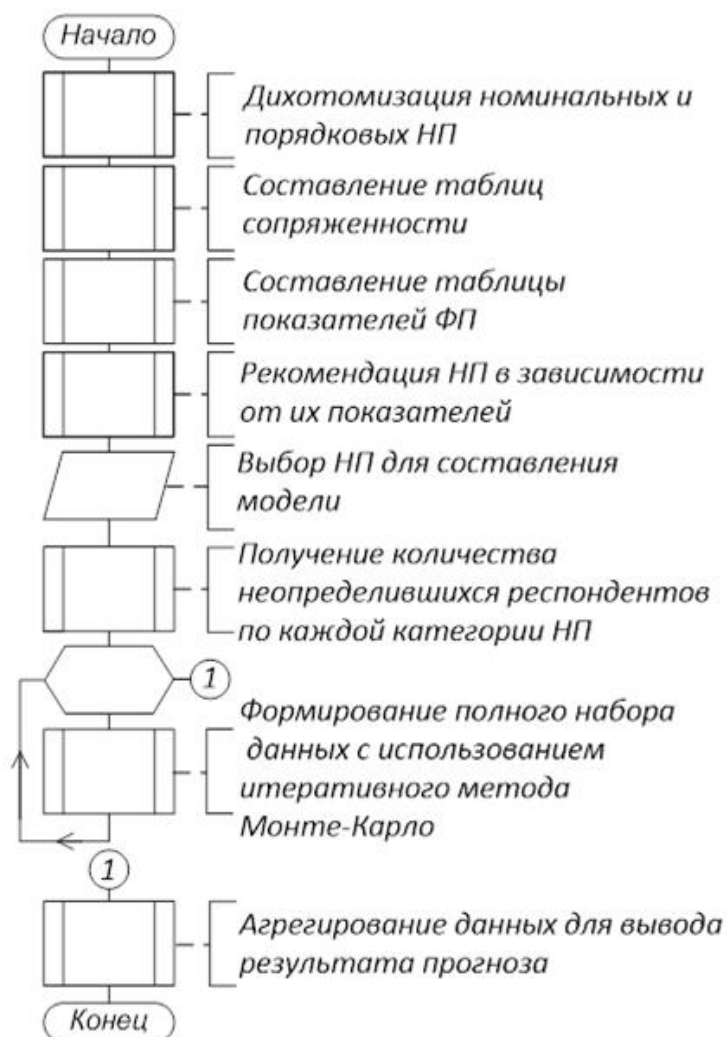 Начало
Дихотомизация номинальных и
порядковых НП
Составление таблиц
сопряженности
Составление таблицы
показателей ФП
Рекомендация НП в зависимости
от их показателей
Выбор НП для составления
модели
Получение количества
неопределившихся респондентов
по каждой категории НП
1
Формирование полного набора
данных с использованием
итеративного метода
Монте-Карло
1
Агрегирование данных для вывода
результата прогноза
Конец